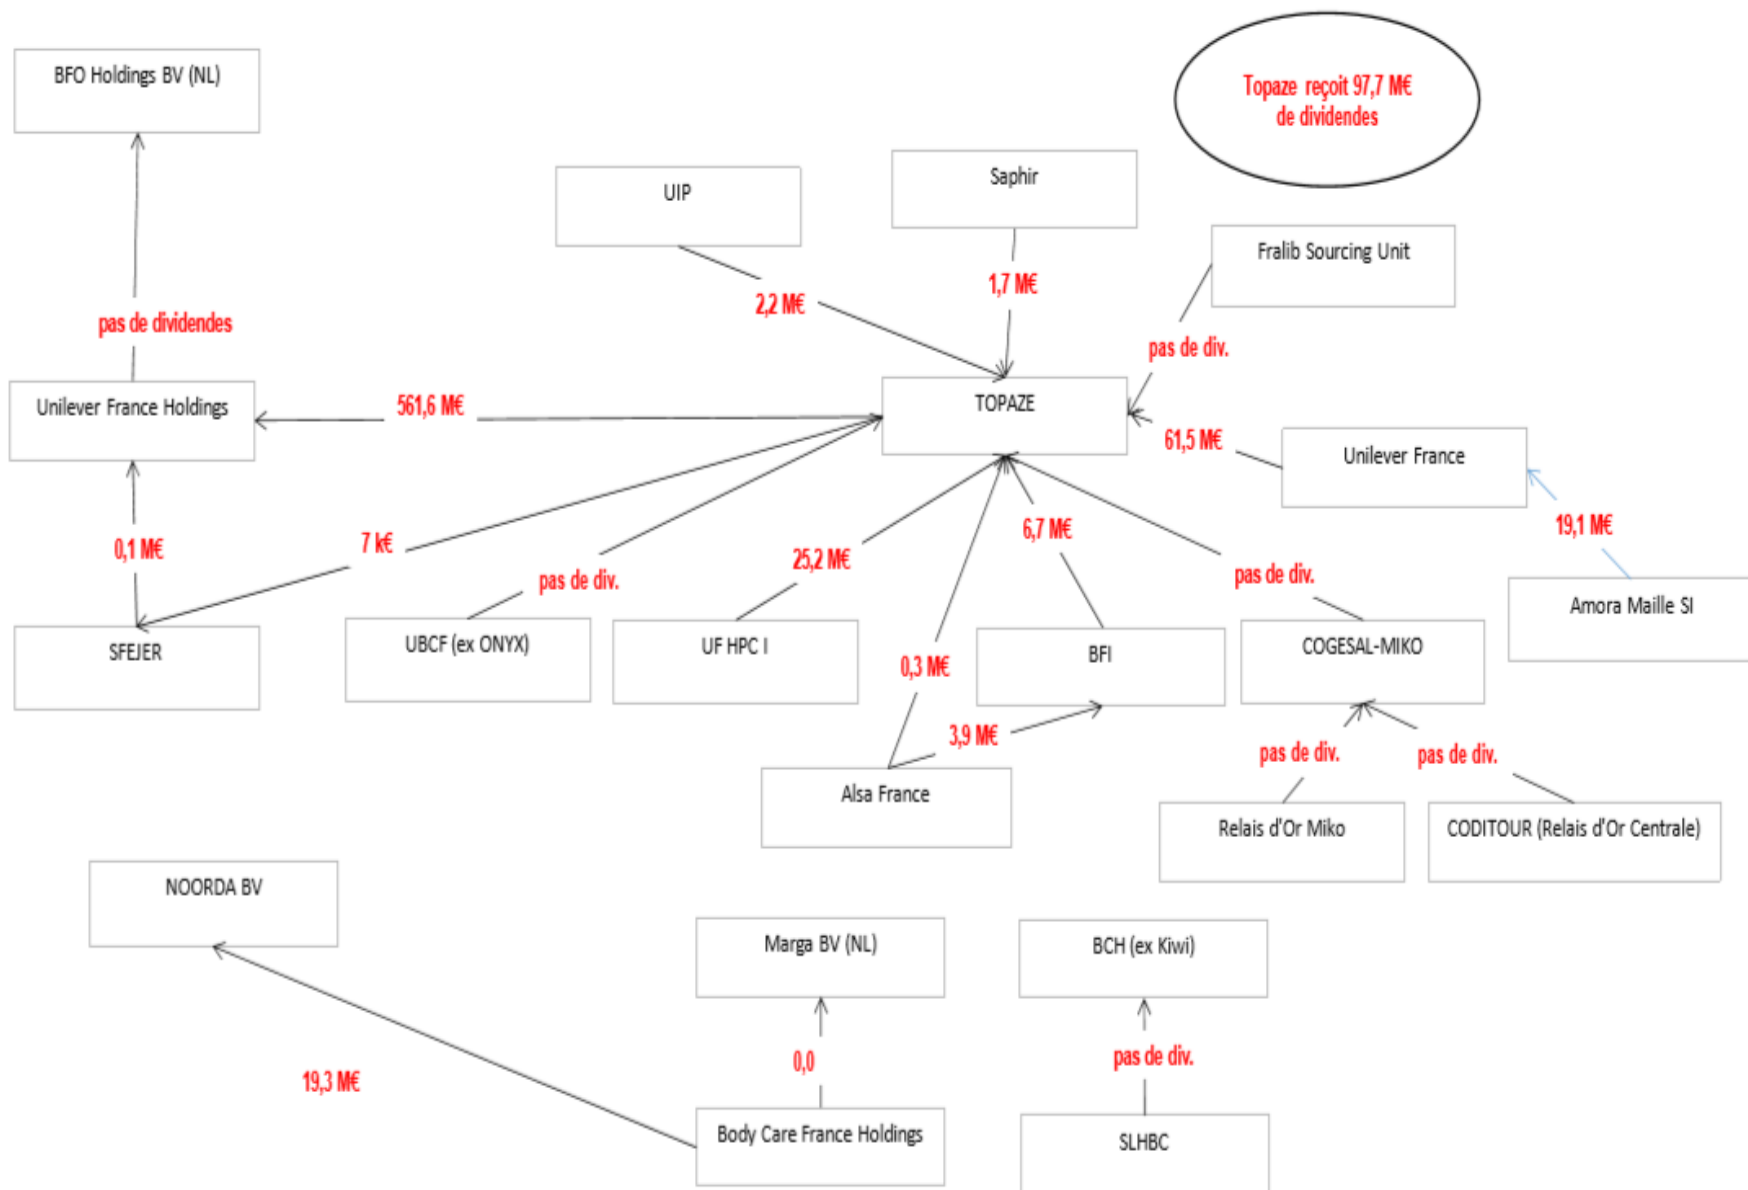 BFO Holdings BV (NL)
Topaze reçoit 97,7 M€
de dividendes
UIP
Saphir
Fralib Sourcing Unit
2,2 M€
1,7 M€
pas de dividendes
pas de div.
Unilever France Holdings
561,6 M€
TOPAZE
61,5 M€
Unilever France
0,1 M€
7 k€
pas de div.
25,2 M€
6,7 M€
pas de div.
19,1 M€
SFEJER
UBCF (ex ONYX)
UF HPC I
0,3 M€
BFI
COGESAL-MIKO
Amora Maille SI
3,9 M€
pas de div.
pas de div.
Alsa France
Relais d'Or Miko
CODITOUR (Relais d'Or Centrale)
NOORDA BV
Marga BV (NL)
BCH (ex Kiwi)
19,3 M€
0,0
pas de div.
Body Care France Holdings
SLHBC